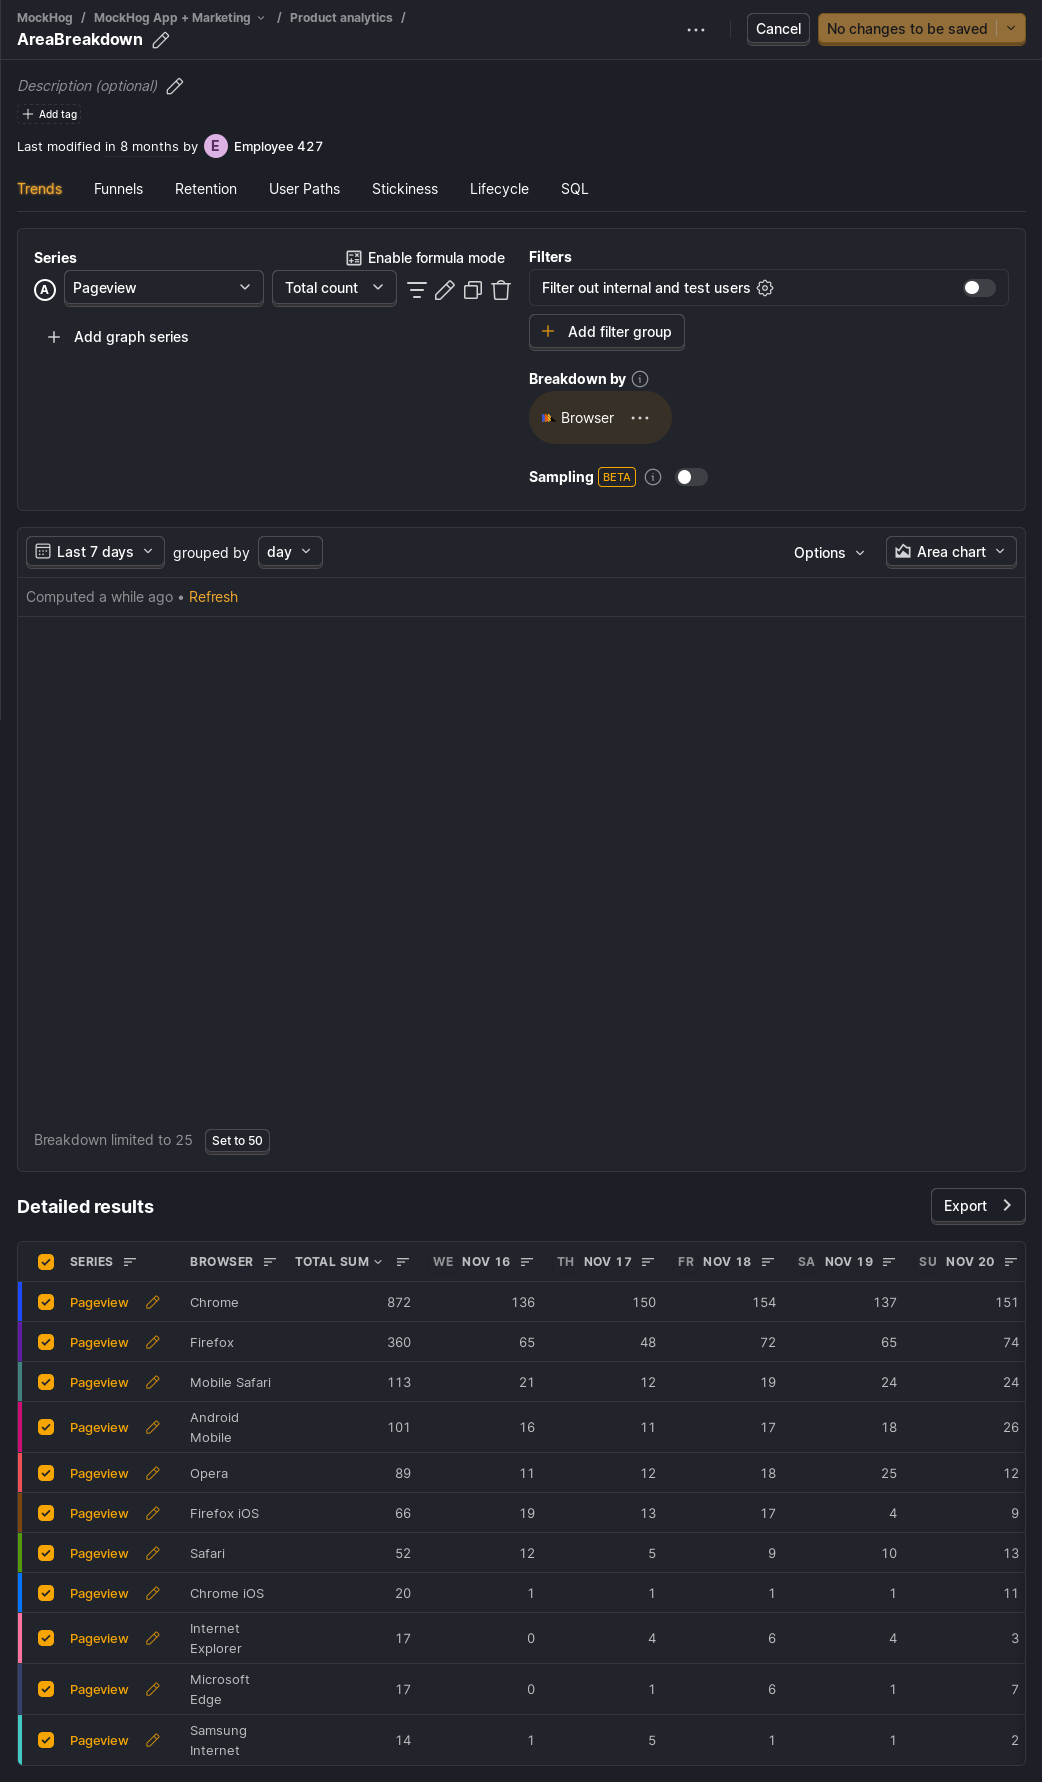 MockHog / MockHog App + Marketing / Product analytics /
AreaBreakdown
Cancel
No changes to be saved
Description (optional)
Add tag
Last modified in 8 months by E Employee 427
Trends Funnels Retention User Paths Stickiness Lifecycle SQL
Series
Enable formula mode
A Pageview Total count
Add graph series
Filters
Filter out internal and test users
Add filter group
Breakdown by
Browser
Sampling BETA
Last 7 days grouped by day Options Area chart
Computed a while ago • Refresh
Breakdown limited to 25 Set to 50
Detailed results Export
SERIES BROWSER TOTAL SUM WE NOV 16 TH NOV 17 FR NOV 18 SA NOV 19 SU NOV 20
Pageview Chrome 872 136 150 154 137 151
Pageview Firefox 360 65 48 72 65 74
Pageview Mobile Safari 113 21 12 19 24 24
Pageview Android Mobile 101 16 11 17 18 26
Pageview Opera 89 11 12 18 25 12
Pageview Firefox iOS 66 19 13 17 4 9
Pageview Safari 52 12 5 9 10 13
Pageview Chrome iOS 20 1 1 1 1 11
Pageview Internet Explorer 17 0 4 6 4 3
Pageview Microsoft Edge 17 0 1 6 1 7
Pageview Samsung Internet 14 1 5 1 1 2